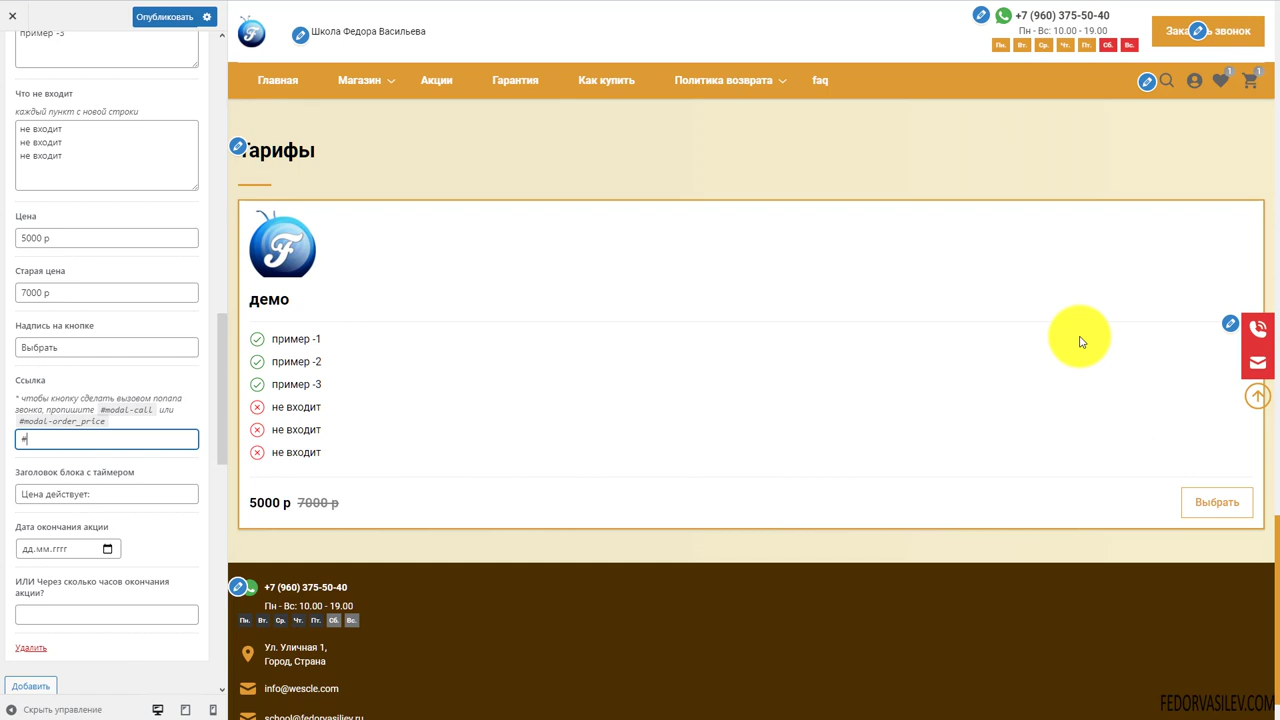 Опубликовать
пример -3
Что не входит
каждый пункт с новой строки
не входит
не входит
не входит
Цена
5000 р
Старая цена
7000 р
Надпись на кнопке
Выбрать
Ссылка
* чтобы кнопку сделать вызовом попапа
звонка, пропишите #modal-call или
#modal-order_price
#
Заголовок блока с таймером
Цена действует:
Дата окончания акции
дд.мм.гггг
ИЛИ Через сколько часов окончания
акции?
Удалить
Добавить
Скрыть управление
Школа Федора Васильева
+7 (960) 375-50-40
Пн - Вс: 10.00 - 19.00
Пн. Вт. Ср. Чт. Пт. Сб. Вс.
звонок
Главная Магазин Акции Гарантия Как купить Политика возврата faq
1 1
Тарифы
демо
пример -1
пример -2
пример -3
не входит
не входит
не входит
5000 р 7000 р
Выбрать
+7 (960) 375-50-40
Пн - Вс: 10.00 - 19.00
Пн. Вт. Ср. Чт. Пт. Сб. Вс.
Ул. Уличная 1,
Город, Страна
info@wescle.com
school@fedorvasiliev.ru
FEDORVASILEV.COM